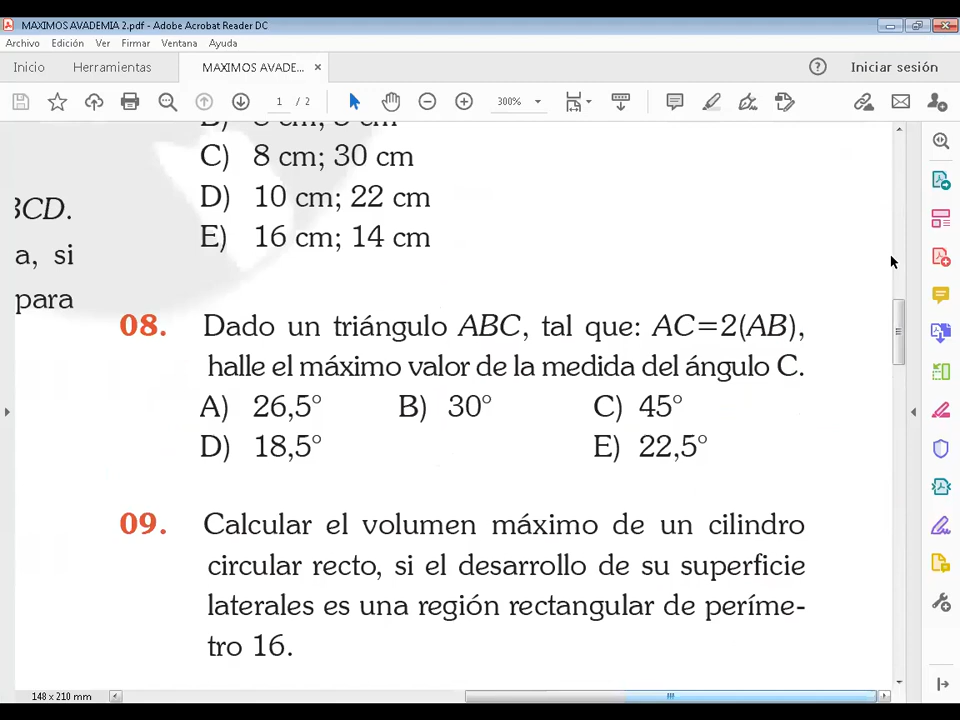 MAXIMOS AVADEMIA 2.pdf - Adobe Acrobat Reader DC
Archivo Edición Ver Firmar Ventana Ayuda
Inicio Herramientas MAXIMOS AVADE... × Iniciar sesión
1 / 2 300%
C) 8 cm; 30 cm
D) 10 cm; 22 cm
E) 16 cm; 14 cm
BCD.
a, si
para
08. Dado un triángulo ABC, tal que: AC=2(AB),
halle el máximo valor de la medida del ángulo C.
A) 26,5° B) 30° C) 45°
D) 18,5° E) 22,5°
09. Calcular el volumen máximo de un cilindro
circular recto, si el desarrollo de su superficie
laterales es una región rectangular de períme-
tro 16.
148 x 210 mm